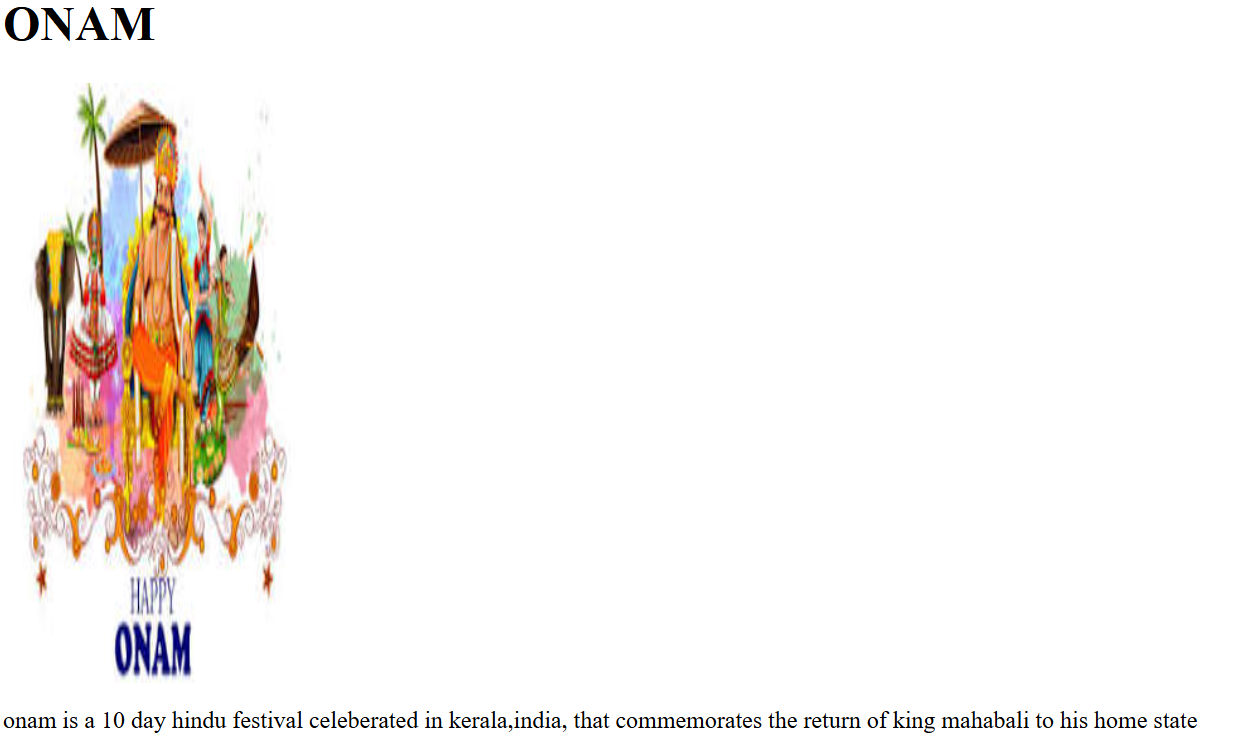 ONAM
HAPPY
ONAM
onam is a 10 day hindu festival celeberated in kerala,india, that commemorates the return of king mahabali to his home state